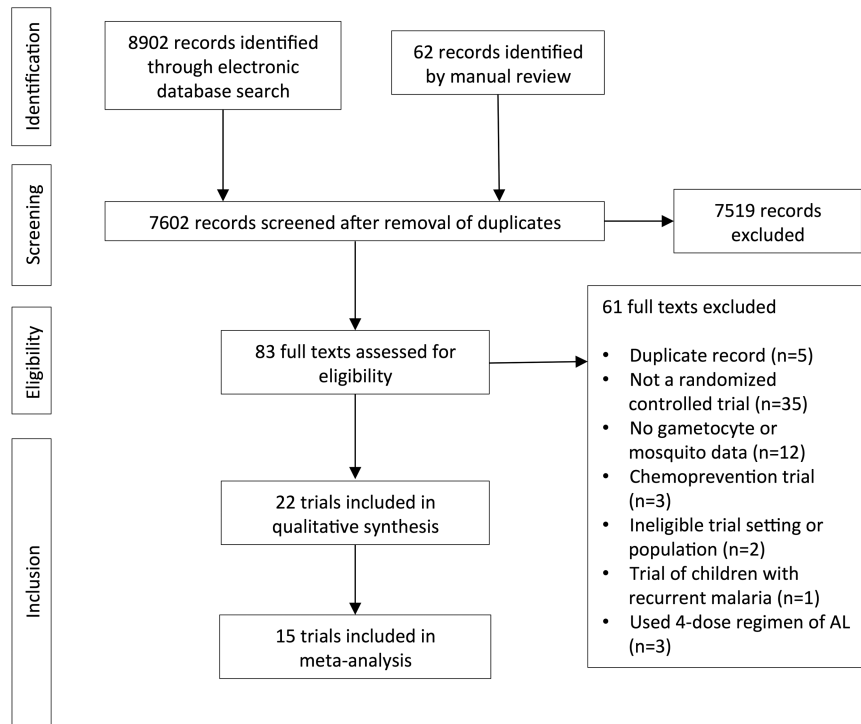 Identification
8902 records identified
through electronic
database search
62 records identified
by manual review
Screening
7602 records screened after removal of duplicates
7519 records
excluded
Eligibility
83 full texts assessed for
eligibility
61 full texts excluded
• Duplicate record (n=5)
• Not a randomized
controlled trial (n=35)
• No gametocyte or
mosquito data (n=12)
• Chemoprevention trial
(n=3)
• Ineligible trial setting or
population (n=2)
• Trial of children with
recurrent malaria (n=1)
• Used 4-dose regimen of AL
(n=3)
Inclusion
22 trials included in
qualitative synthesis
15 trials included in
meta-analysis